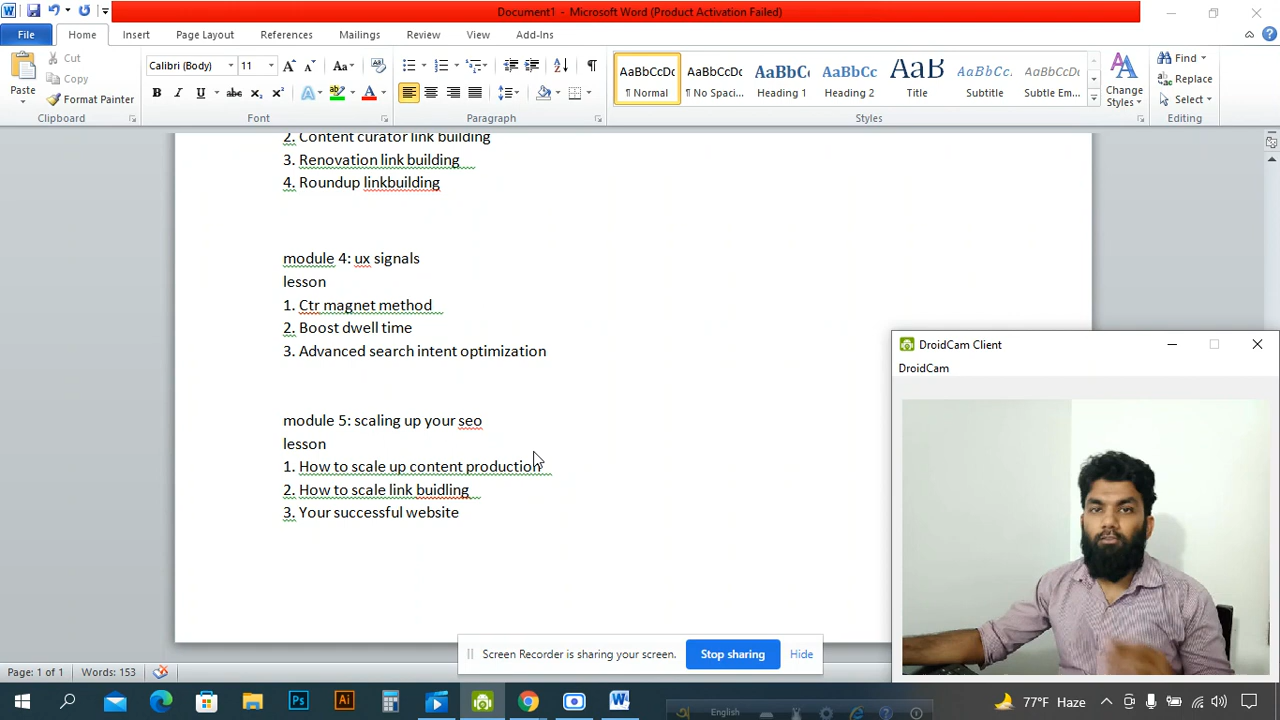 Document1 - Microsoft Word (Product Activation Failed)
File Home Insert Page Layout References Mailings Review View Add-Ins
Paste
Cut
Copy
Format Painter
Clipboard
Calibri (Body) 11
Font
Paragraph
AaBbCcDc AaBbCcDc AaBbCc AaBbCc AaB AaBbCcD AaBbCcDc
¶ Normal ¶ No Spaci... Heading 1 Heading 2 Title Subtitle Subtle Em...
Change Styles
Styles
Find
Replace
Select
Editing
2. Content curator link building
3. Renovation link building
4. Roundup linkbuilding
module 4: ux signals
lesson
1. Ctr magnet method
2. Boost dwell time
3. Advanced search intent optimization
module 5: scaling up your seo
lesson
1. How to scale up content production
2. How to scale link buidling
3. Your successful website
DroidCam Client
DroidCam
Screen Recorder is sharing your screen. Stop sharing Hide
Page: 1 of 1 Words: 153
English
77°F Haze